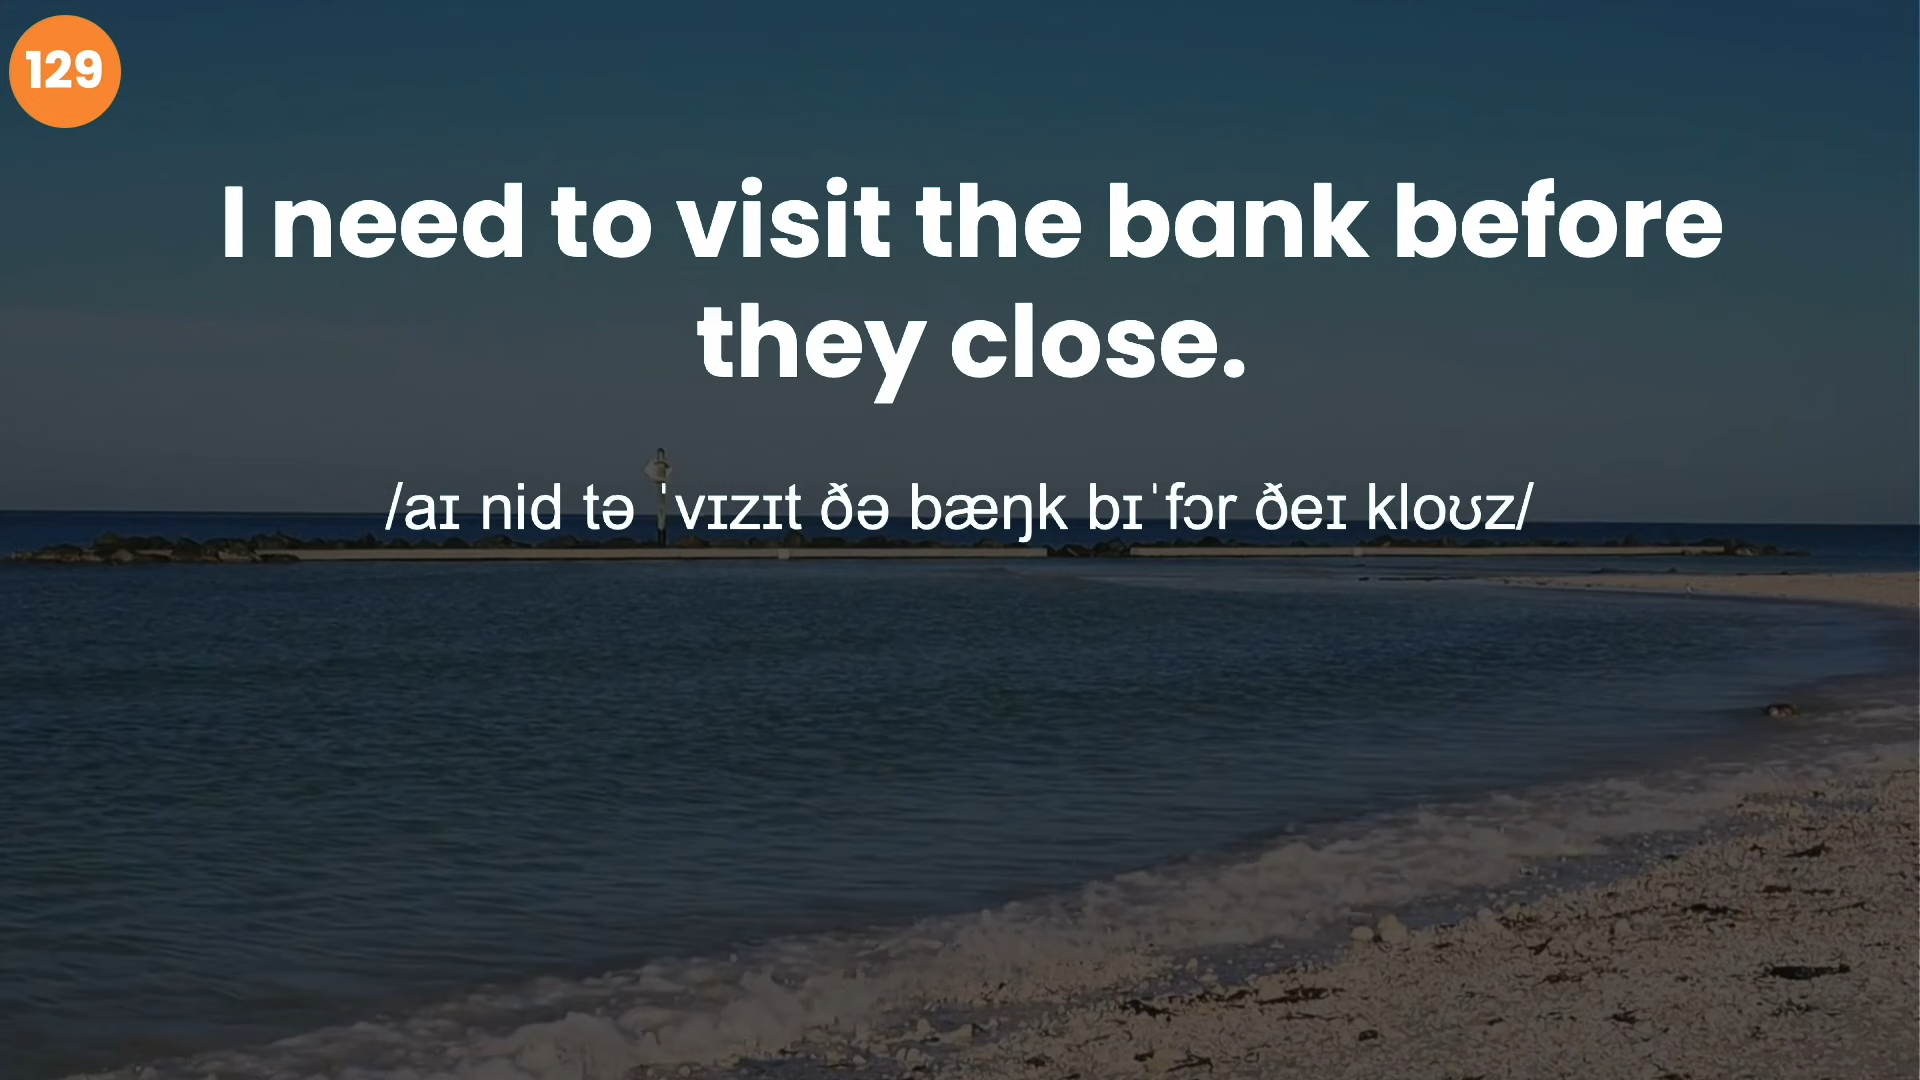 129
I need to visit the bank before
they close.
/aɪ nid tə ˈvɪzɪt ðə bæŋk bɪˈfɔr ðeɪ kloʊz/